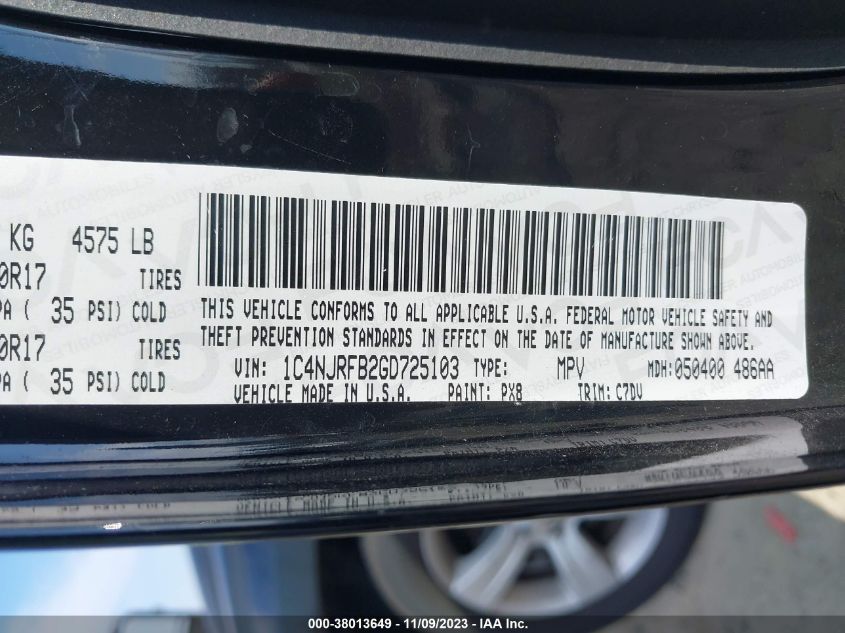 KG 4575 LB
0R17 TIRES
PA ( 35 PSI) COLD
0R17 TIRES
PA ( 35 PSI) COLD
THIS VEHICLE CONFORMS TO ALL APPLICABLE U.S.A. FEDERAL MOTOR VEHICLE SAFETY AND
THEFT PREVENTION STANDARDS IN EFFECT ON THE DATE OF MANUFACTURE SHOWN ABOVE.
VIN: 1C4NJRFB2GD725103 TYPE: MPV MDH:050400 486AA
VEHICLE MADE IN U.S.A. PAINT: PX8 TRIM: C7DV
000-38013649 - 11/09/2023 - IAA Inc.